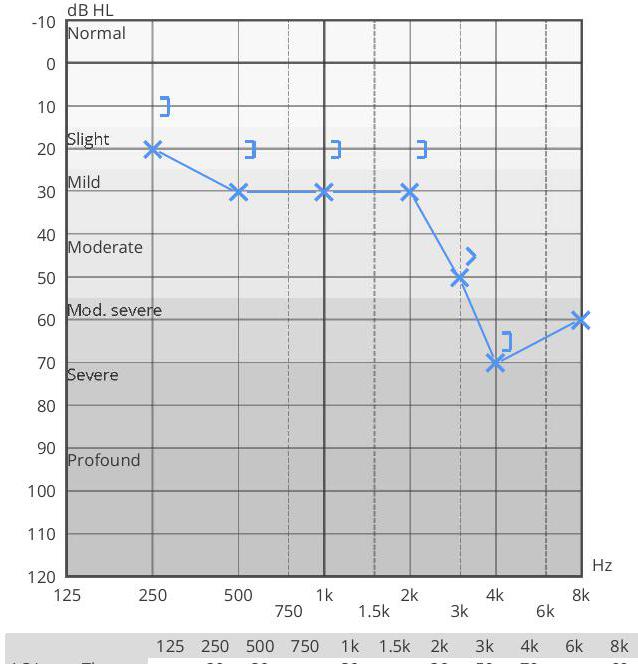 dB HL
-10
Normal
0
10
Slight
20
Mild
30
40
Moderate
50
Mod. severe
60
70
Severe
80
90
Profound
100
110
120
Hz
125 250 500 1k 2k 4k 8k
750 1.5k 3k 6k
125 250 500 750 1k 1.5k 2k 3k 4k 6k 8k